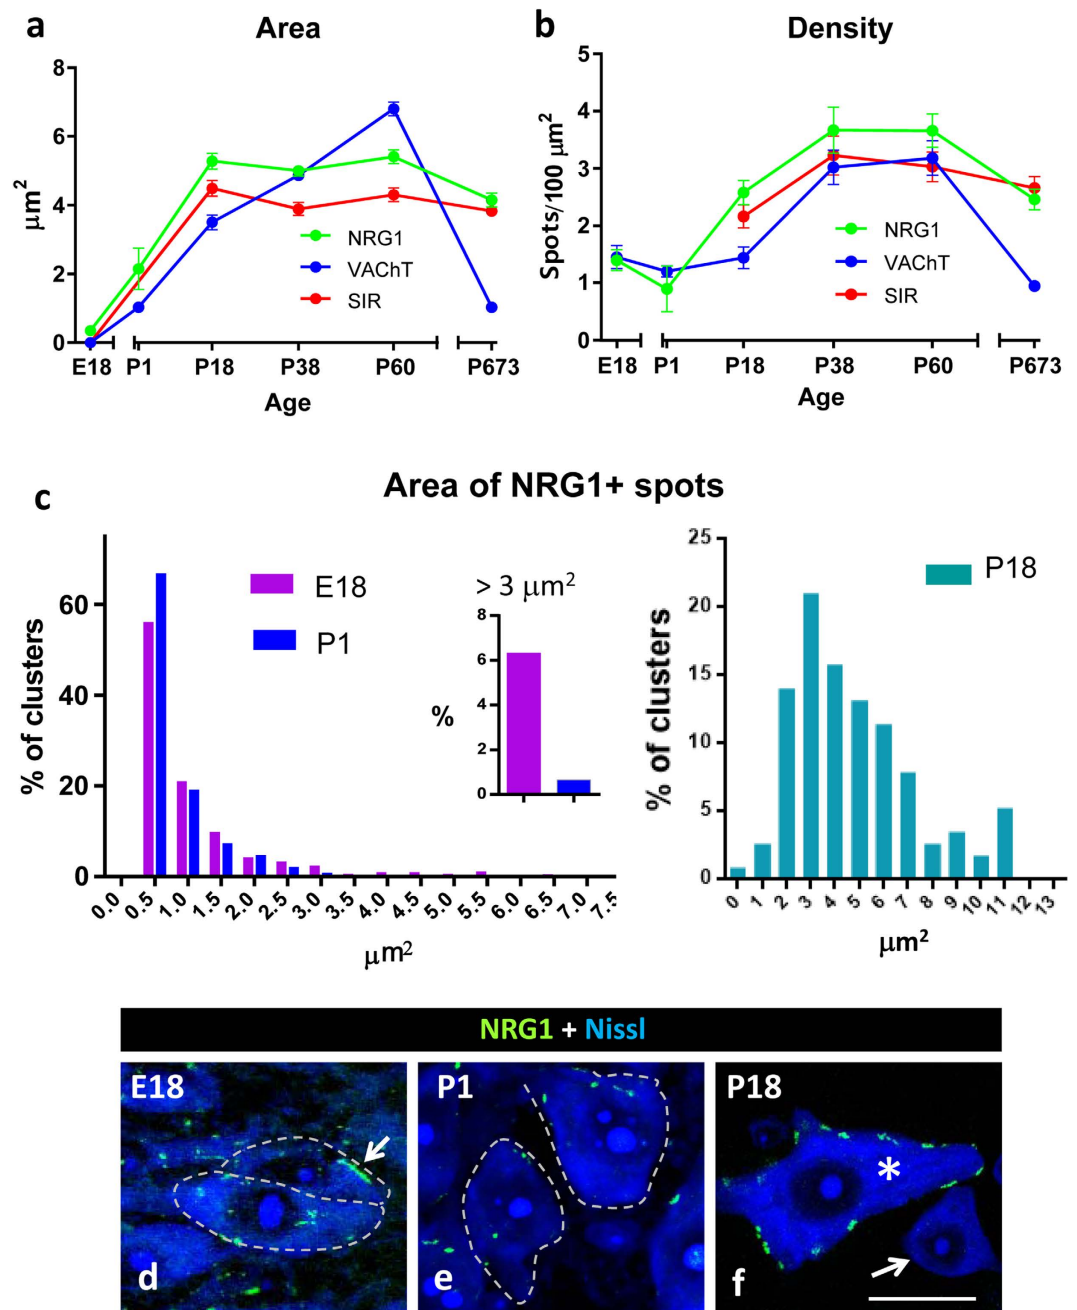 a
Area
μm²
8
6
4
2
0
NRG1
VAChT
SIR
E18 P1 P18 P38 P60 P673
Age
b
Density
Spots/100 μm²
5
4
3
2
1
0
NRG1
VAChT
SIR
E18 P1 P18 P38 P60 P673
Age
c
Area of NRG1+ spots
% of clusters
60
40
20
0
E18
P1
> 3 μm²
%
8
6
4
2
0
0.0 0.5 1.0 1.5 2.0 2.5 3.0 3.5 4.0 4.5 5.0 5.5 6.0 6.5 7.0 7.5
μm²
% of clusters
25
20
15
10
5
0
P18
0 1 2 3 4 5 6 7 8 9 10 11 12 13
μm²
NRG1 + Nissl
E18
d
P1
e
P18
*
f